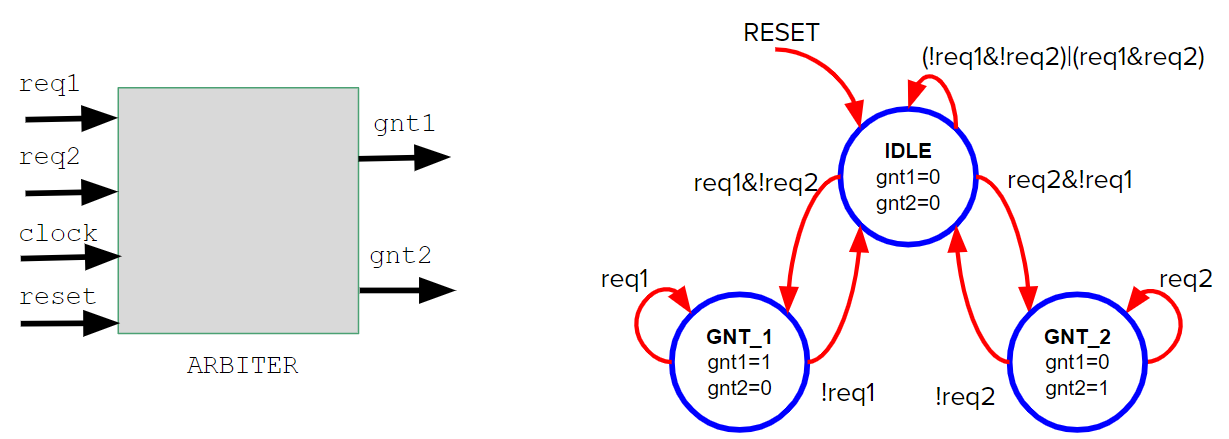 req1
req2
clock
reset
gnt1
gnt2
ARBITER
RESET
(!req1&!req2)|(req1&req2)
IDLE
gnt1=0
gnt2=0
req1&!req2
req2&!req1
req1
GNT_1
gnt1=1
gnt2=0
!req1
req2
GNT_2
gnt1=0
gnt2=1
!req2